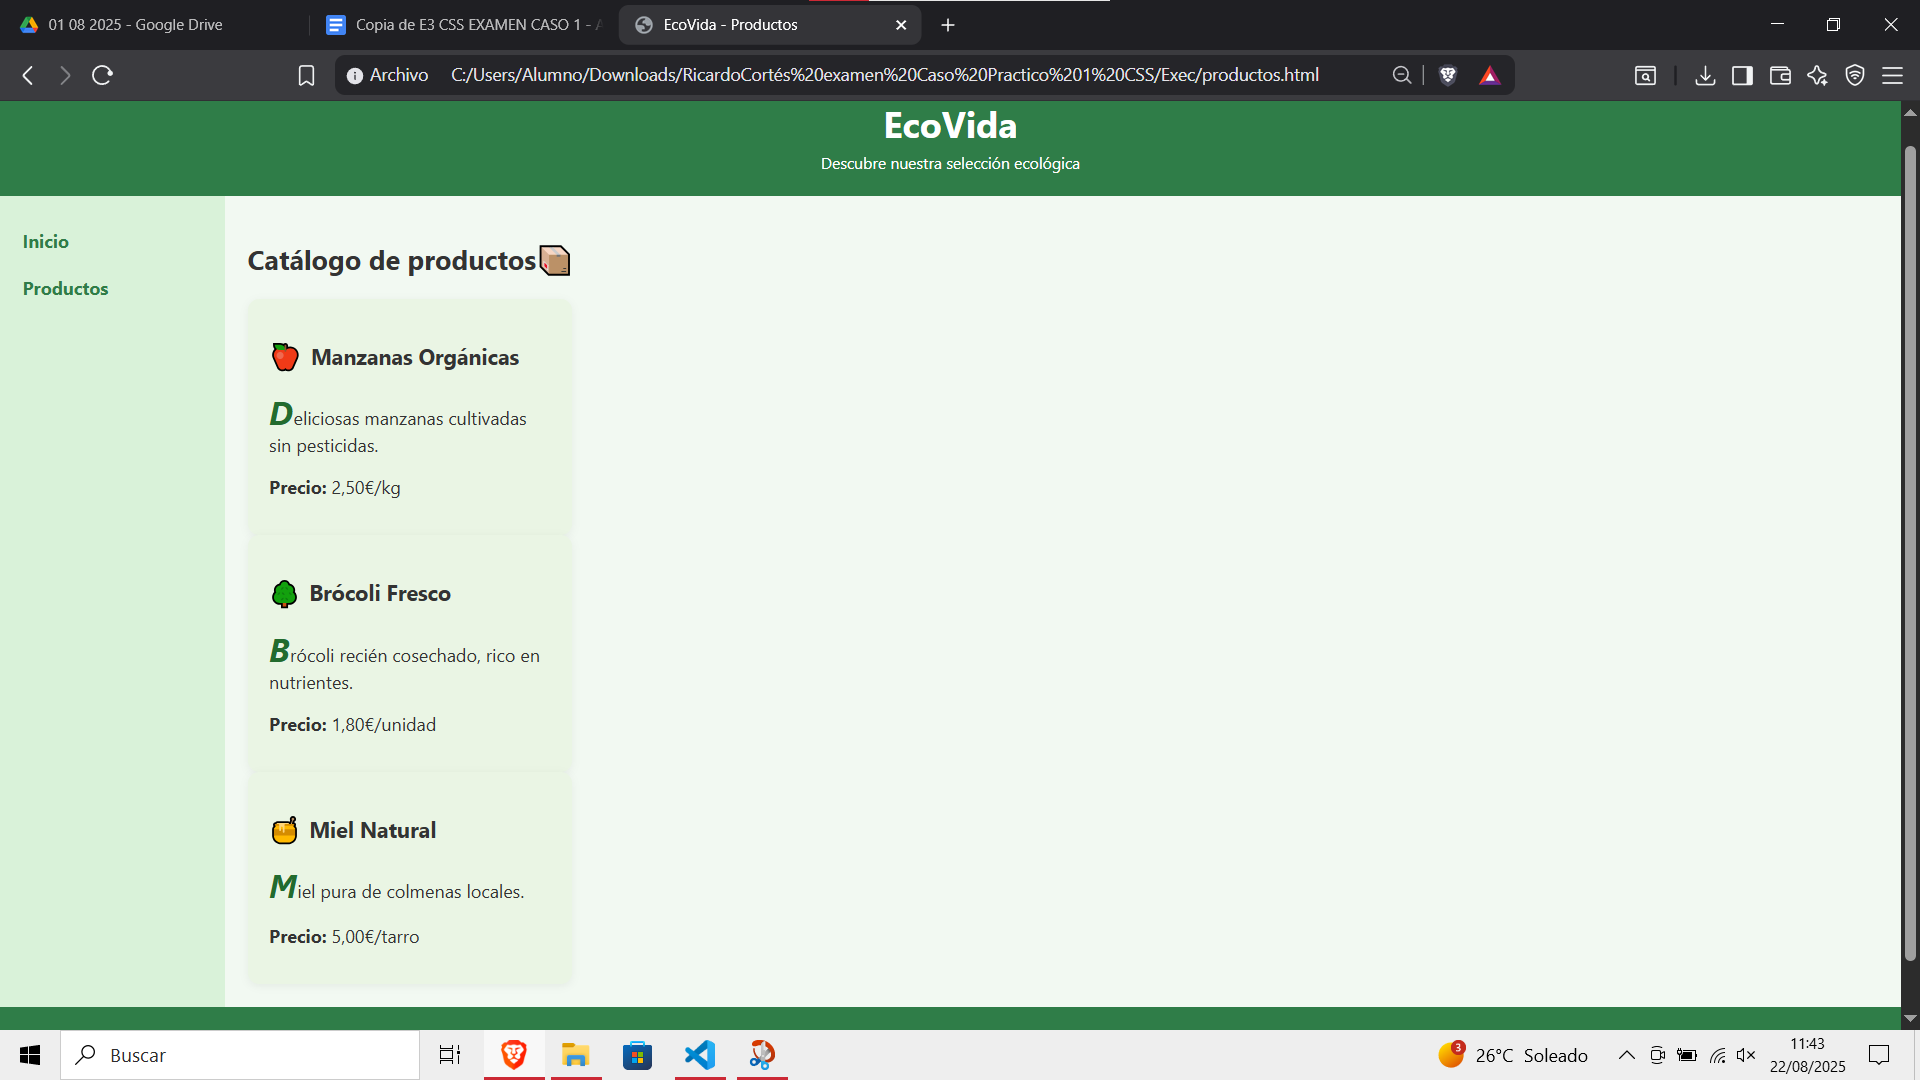 01 08 2025 - Google Drive
Copia de E3 CSS EXAMEN CASO 1 - A
EcoVida - Productos
Archivo
C:/Users/Alumno/Downloads/RicardoCortés%20examen%20Caso%20Practico%201%20CSS/Exec/productos.html
EcoVida
Descubre nuestra selección ecológica
Inicio
Productos
Catálogo de productos
Manzanas Orgánicas
Deliciosas manzanas cultivadas
sin pesticidas.
Precio: 2,50€/kg
Brócoli Fresco
Brócoli recién cosechado, rico en
nutrientes.
Precio: 1,80€/unidad
Miel Natural
Miel pura de colmenas locales.
Precio: 5,00€/tarro
Buscar
3
26°C Soleado
11:43
22/08/2025